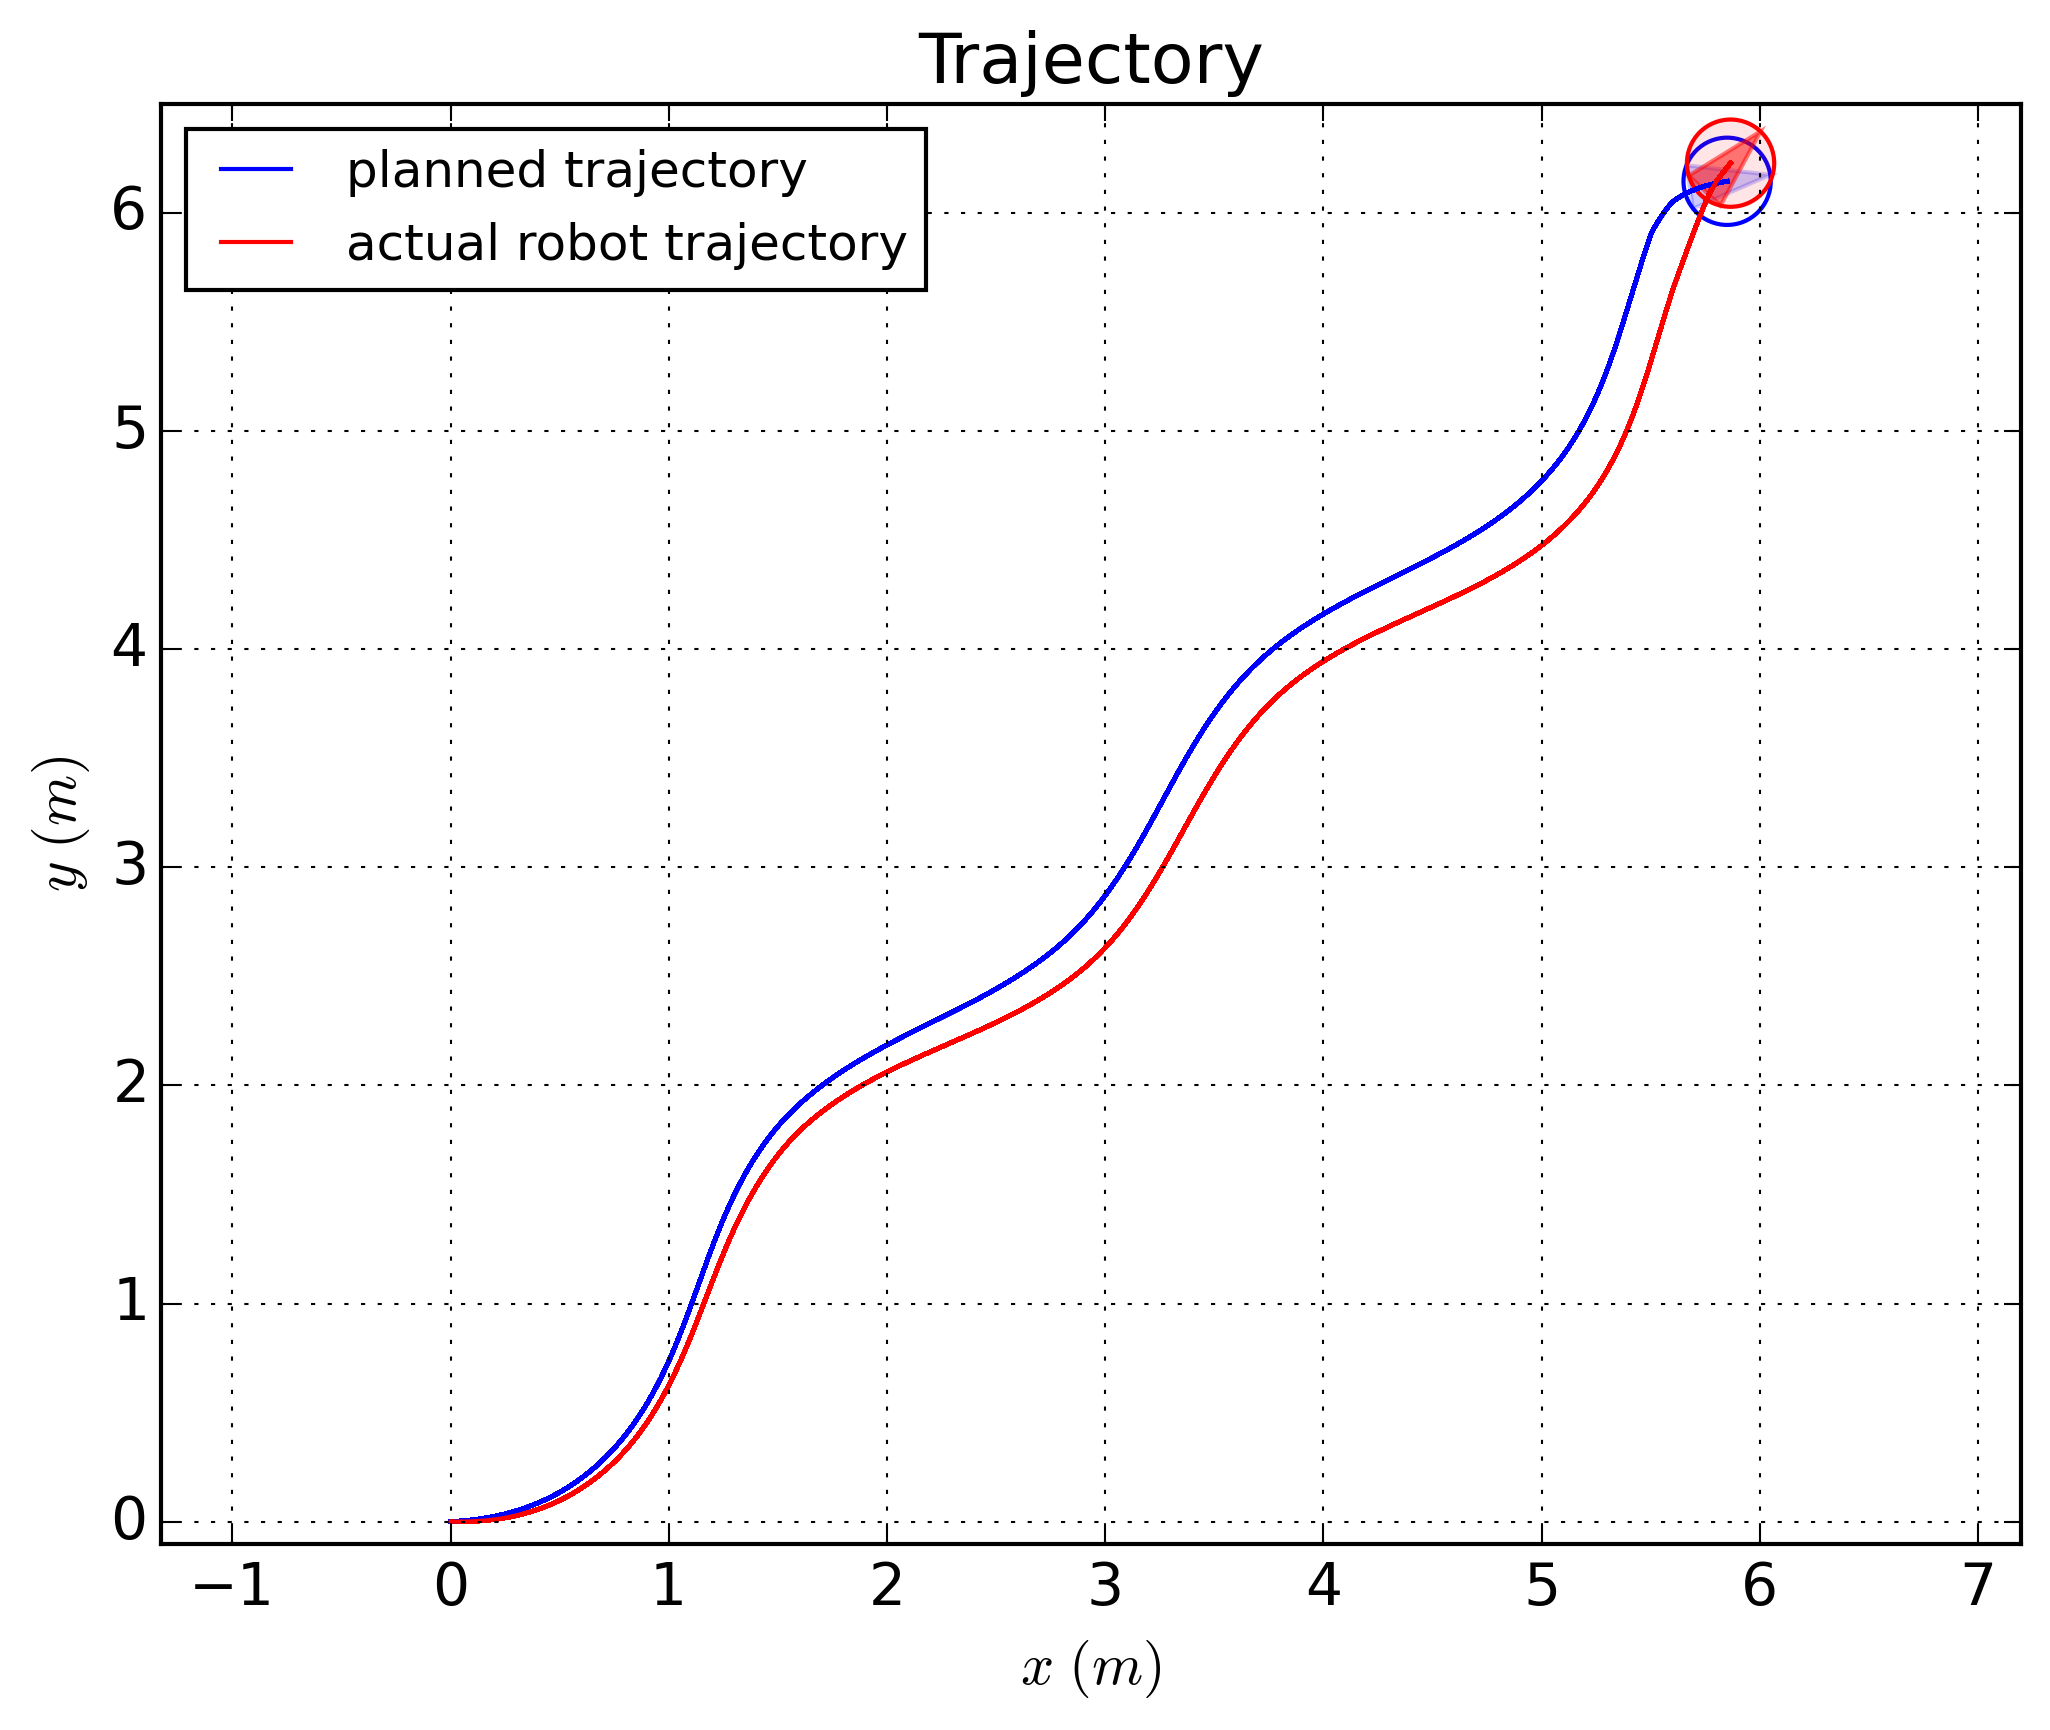 Trajectory
planned trajectory
actual robot trajectory
6
5
4
3
2
1
0
y (m)
−1 0 1 2 3 4 5 6 7
x (m)